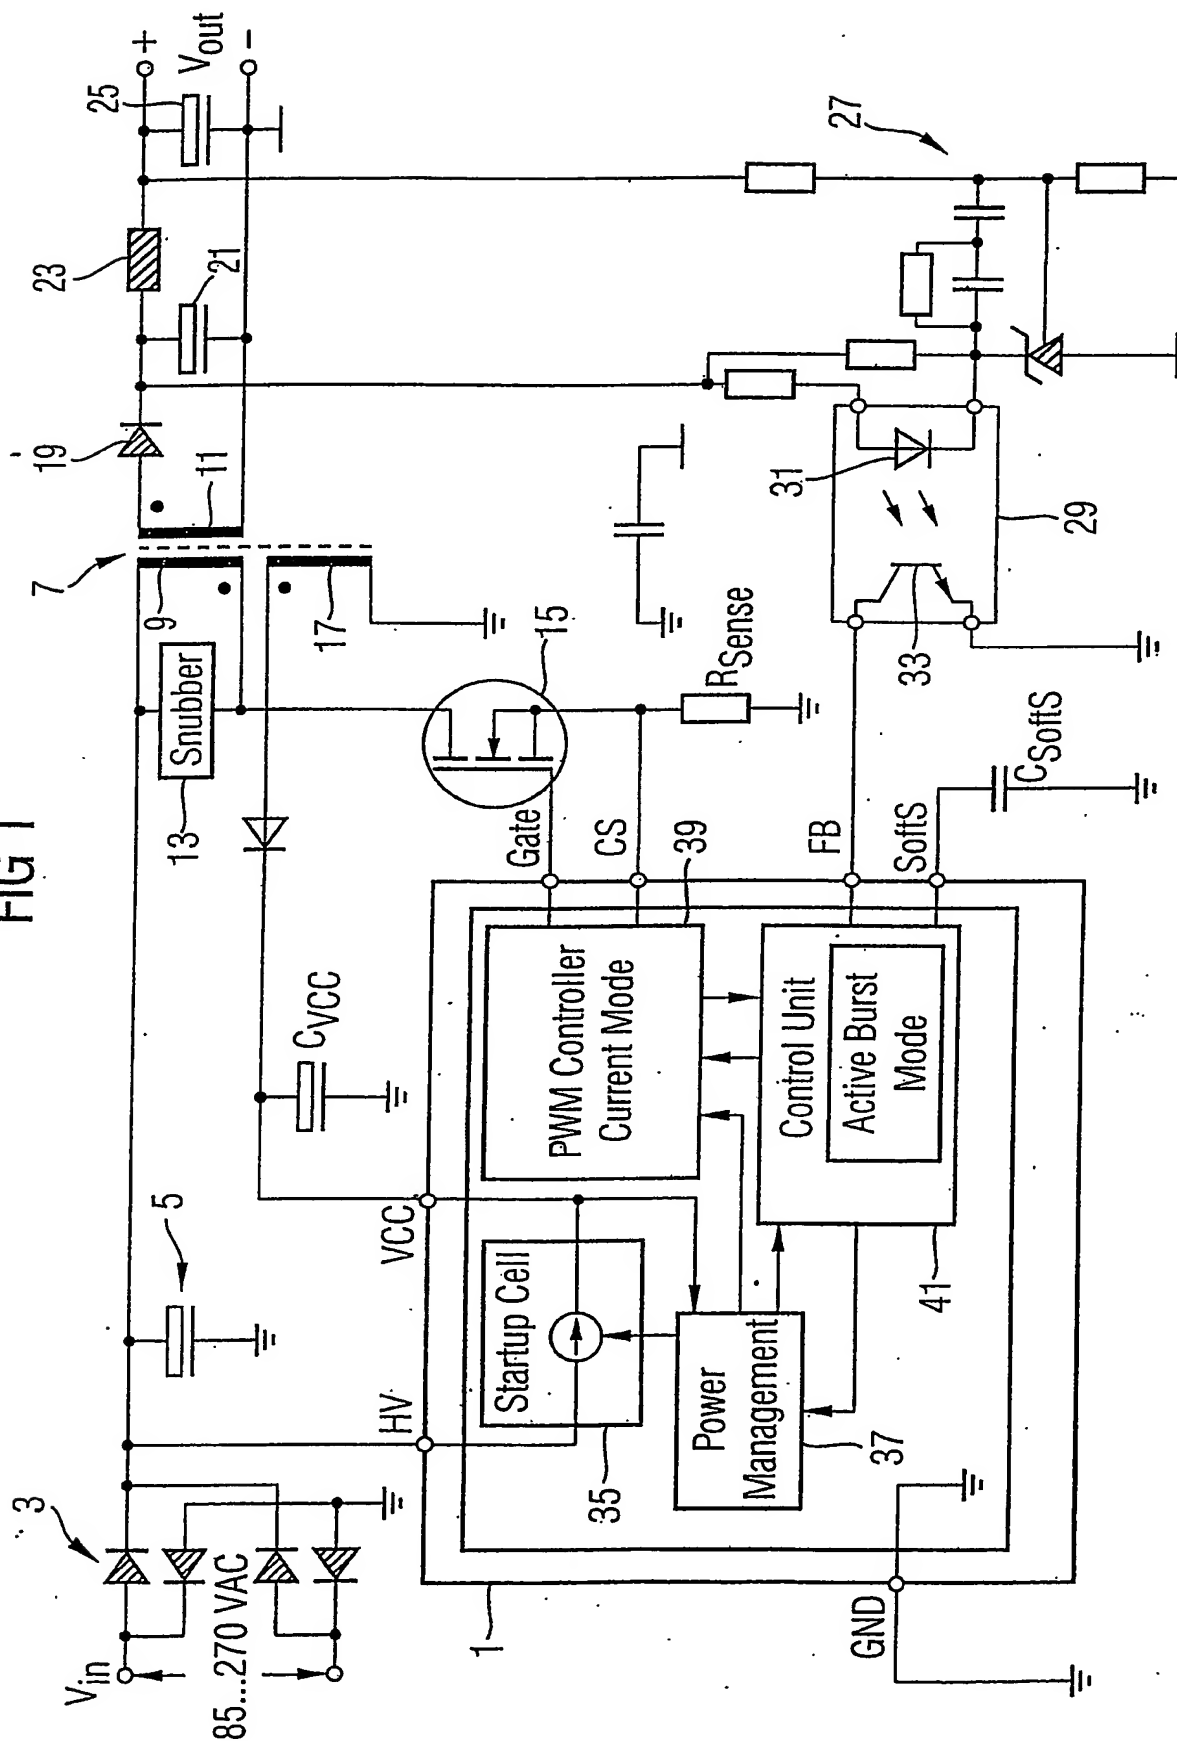 FIG 1
3
Vin
85...270 VAC
5
CVCC
13
Snubber
7
9
11
17
19
21
23
25
+
Vout
-
15
Gate
CS
RSense
39
HV
VCC
FB
SoftS
CSoftS
Startup Cell
35
PWM Controller
Current Mode
Power
Management
37
Control Unit
Active Burst
Mode
41
1
GND
27
29
31
33